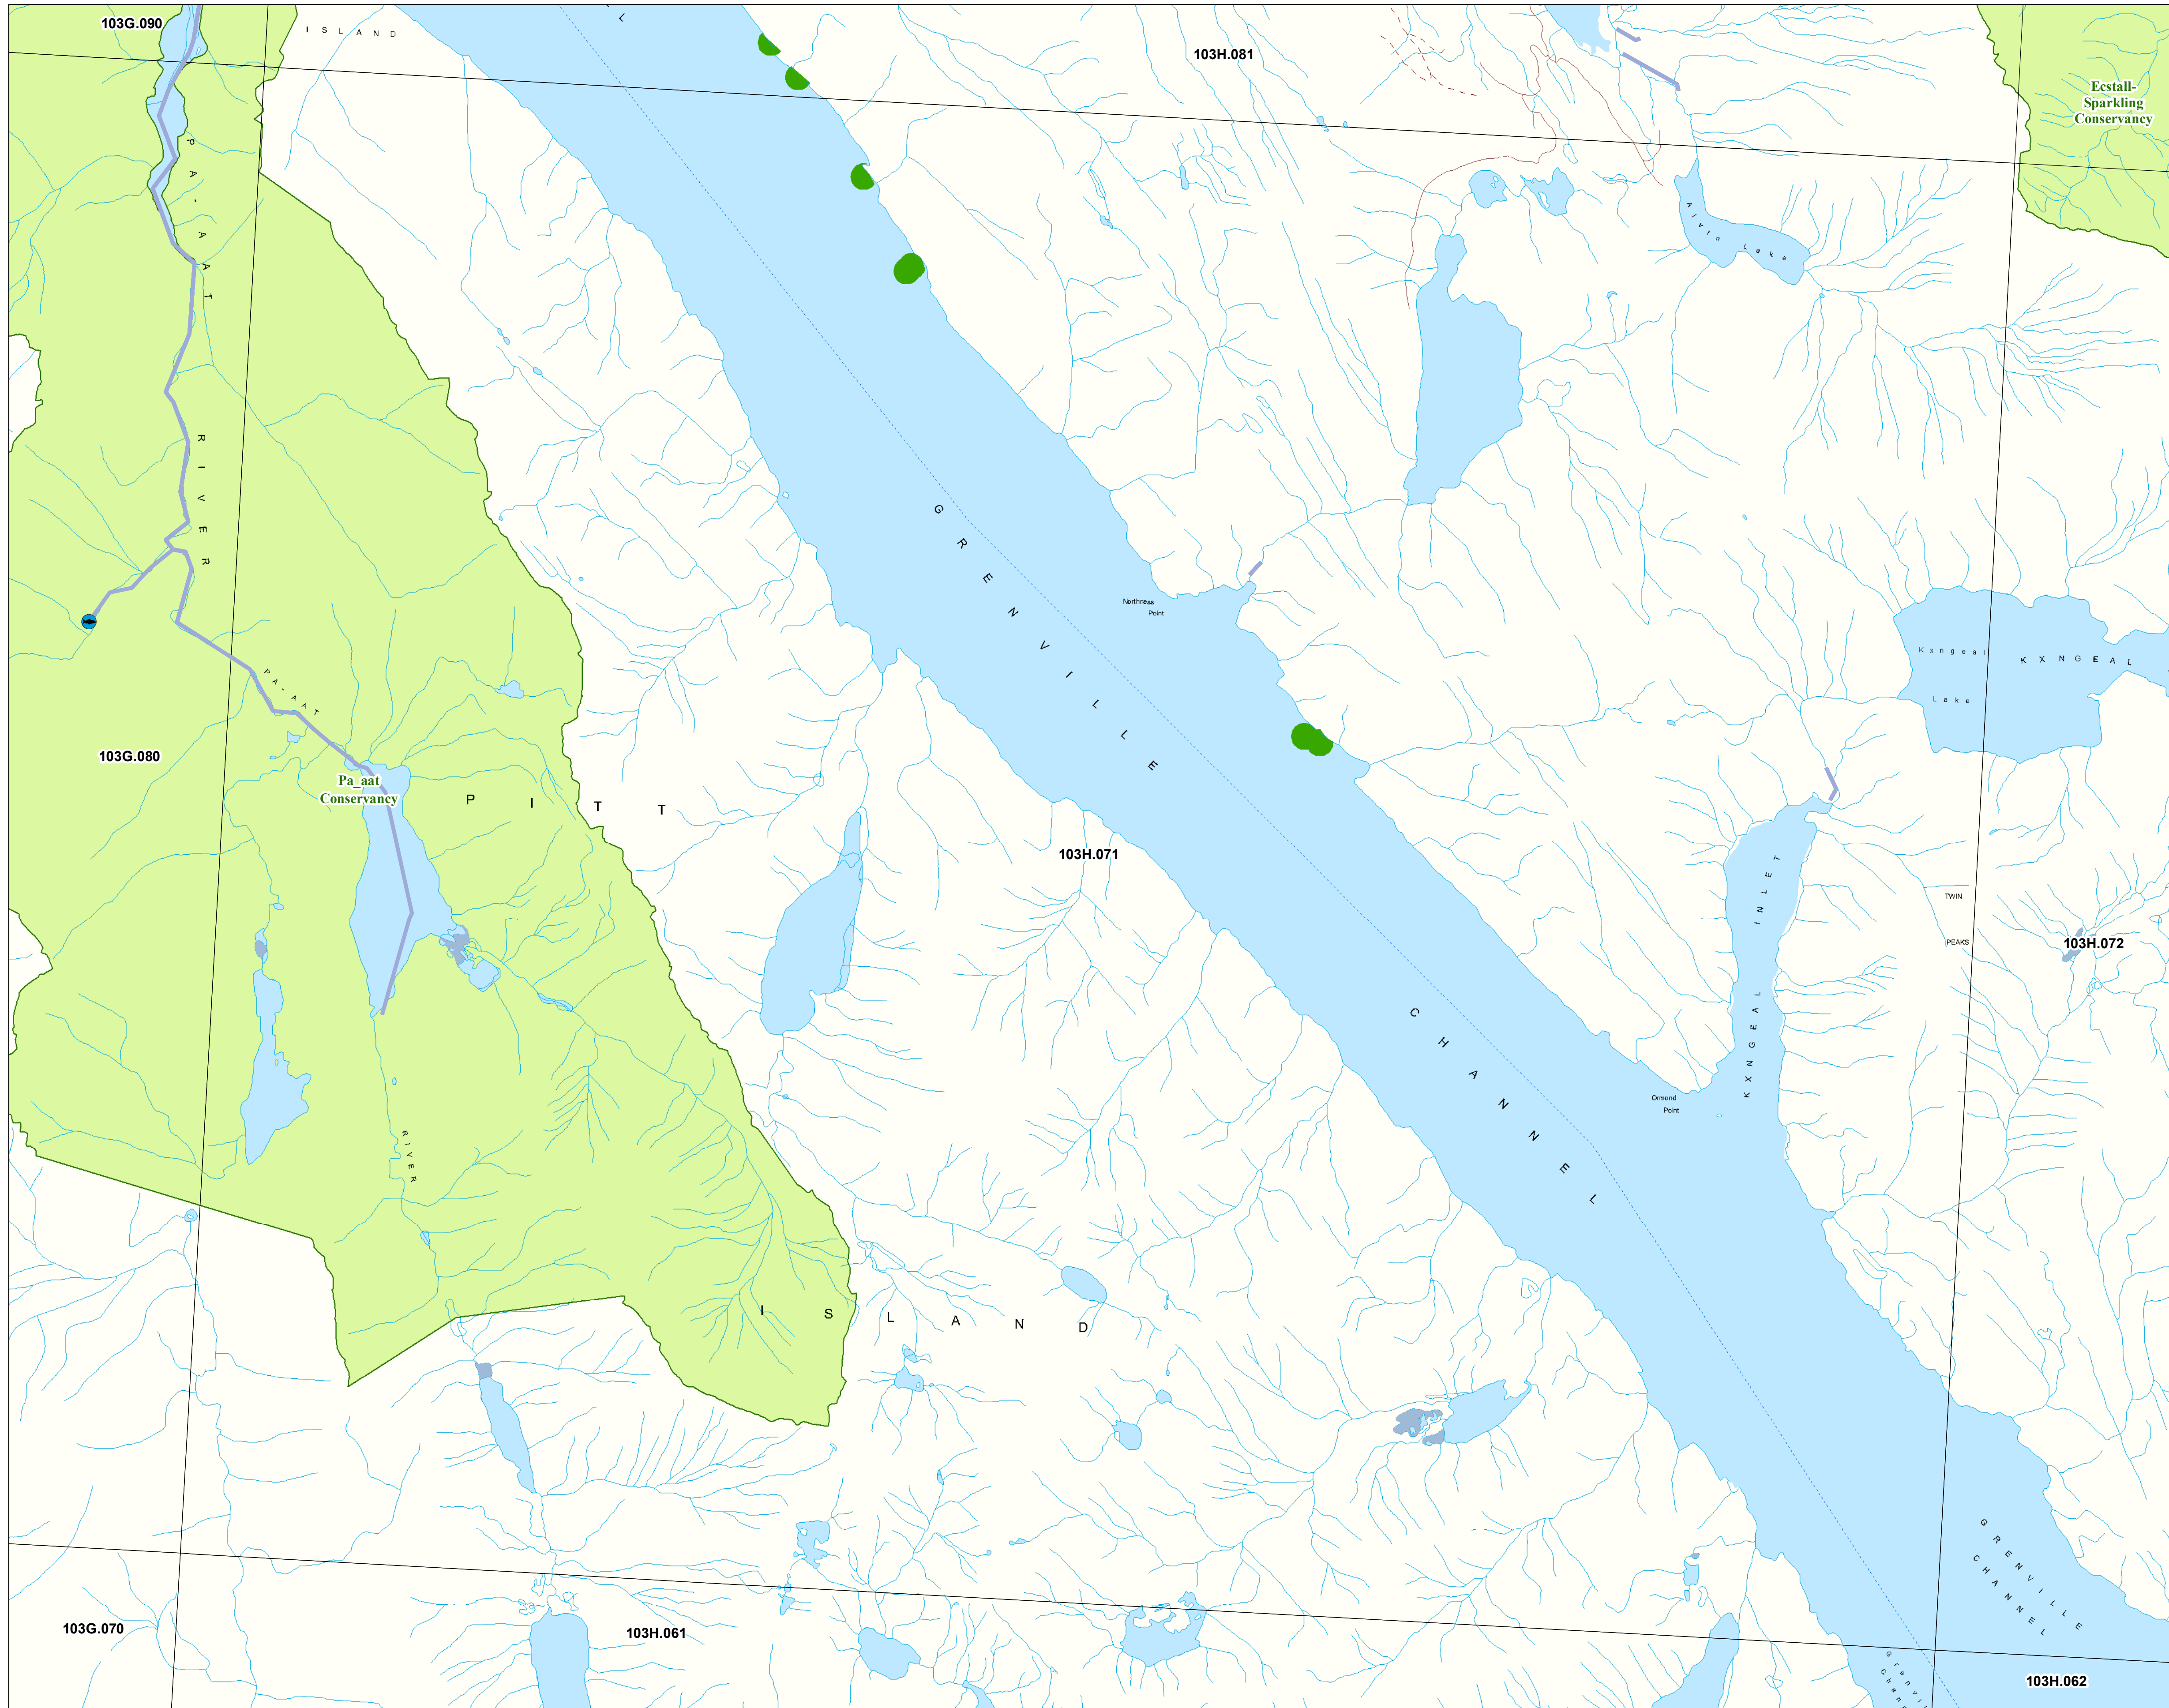 103G.090
ISLAND
L
103H.081
Ecstall-
Sparkling
Conservancy
PA-AAT
RIVER
Alvin Lake
GRENVILLE
Northness
Point
Kxngeal
Lake
KXNGEAL
PA-AAT
103G.080
Pa_aat
Conservancy
PITT
103H.071
KXNGEAL INLET
TWIN
PEAKS
103H.072
CHANNEL
Ormond
Point
RIVER
ISLAND
GRENVILLE
CHANNEL
103G.070
103H.061
103H.062